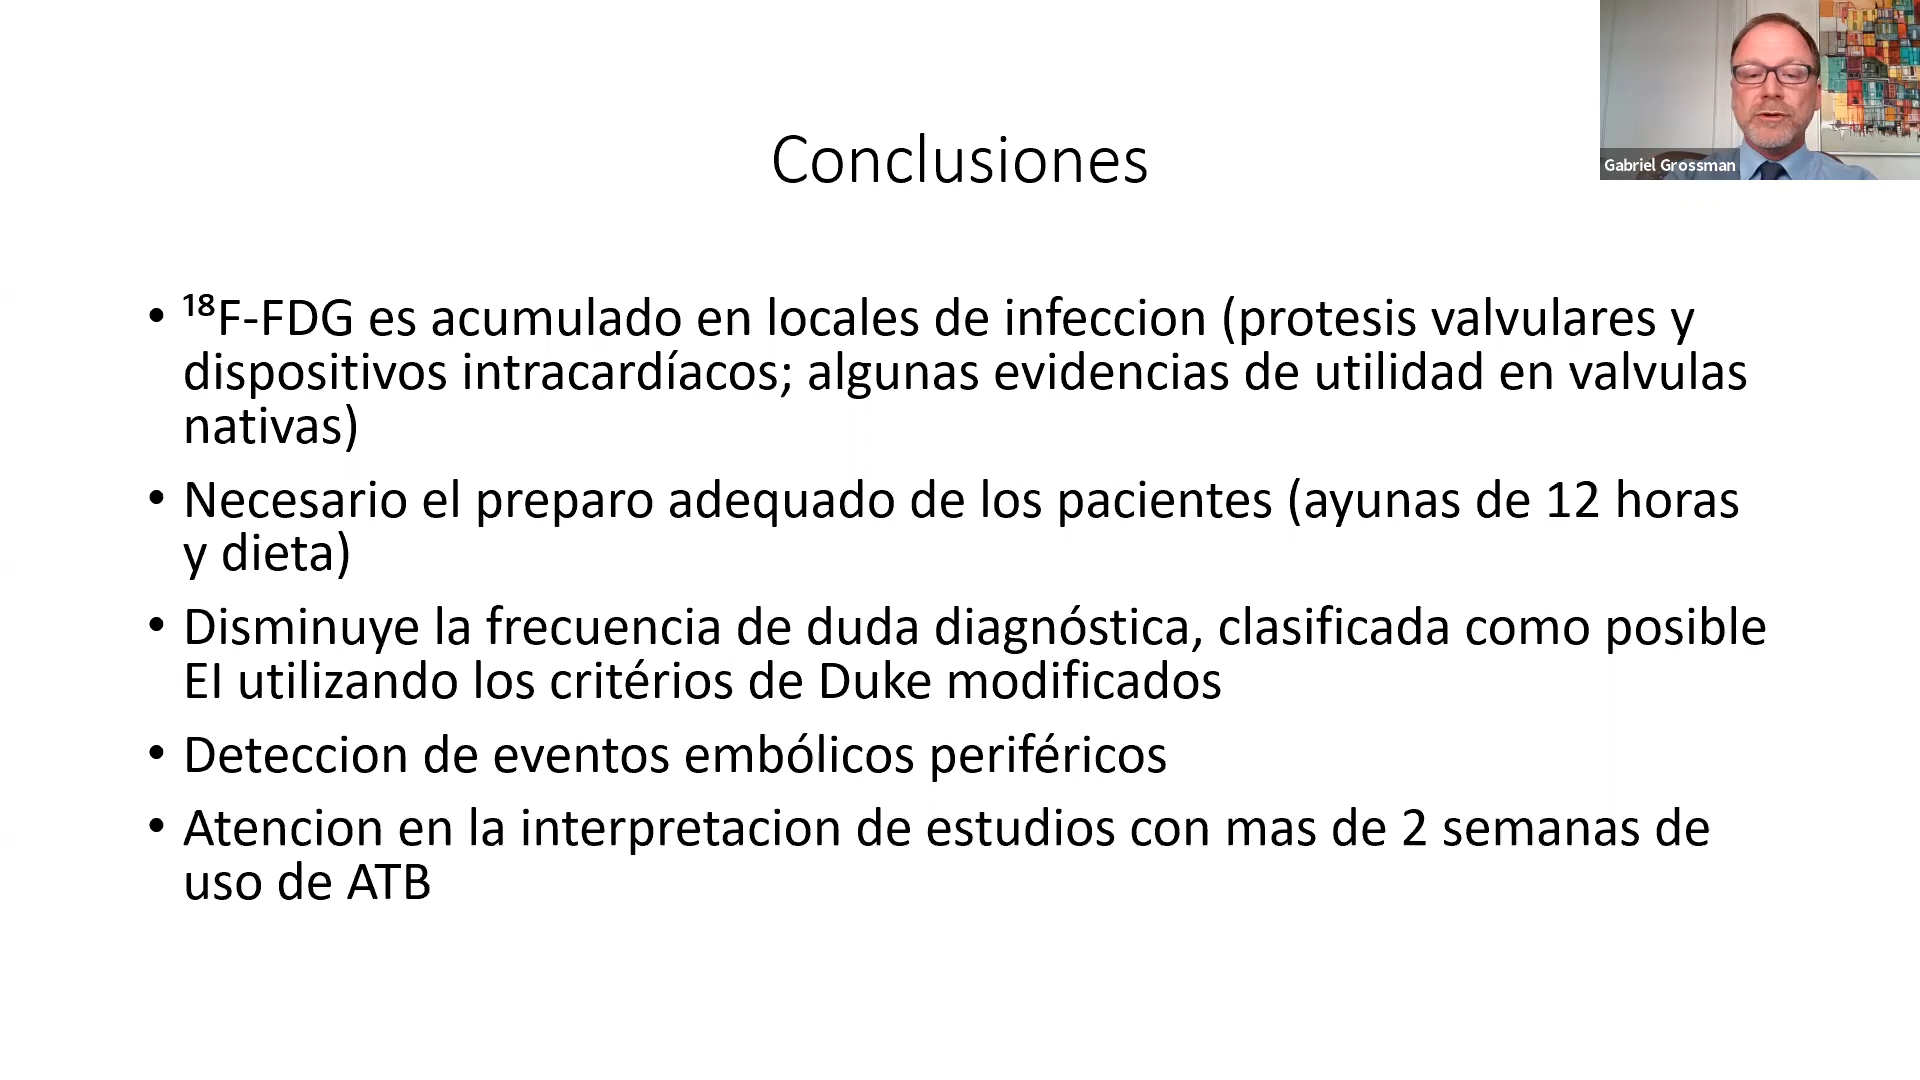 Gabriel Grossman
Conclusiones
• ¹⁸F-FDG es acumulado en locales de infeccion (protesis valvulares y
dispositivos intracardíacos; algunas evidencias de utilidad en valvulas
nativas)
• Necesario el preparo adequado de los pacientes (ayunas de 12 horas
y dieta)
• Disminuye la frecuencia de duda diagnóstica, clasificada como posible
EI utilizando los critérios de Duke modificados
• Deteccion de eventos embólicos periféricos
• Atencion en la interpretacion de estudios con mas de 2 semanas de
uso de ATB